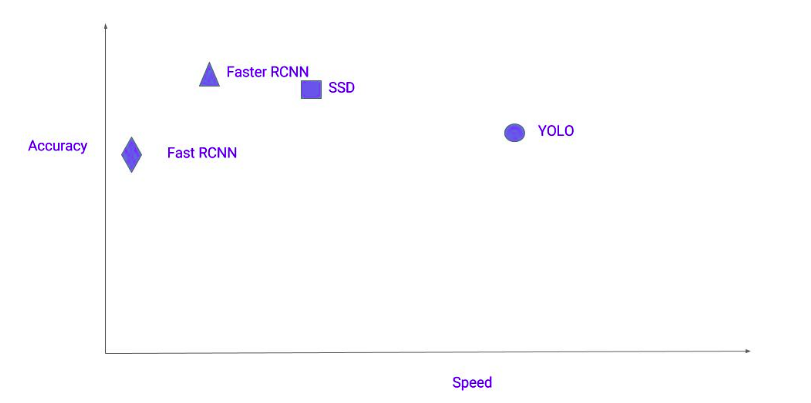 Faster RCNN
SSD
YOLO
Accuracy
Fast RCNN
Speed